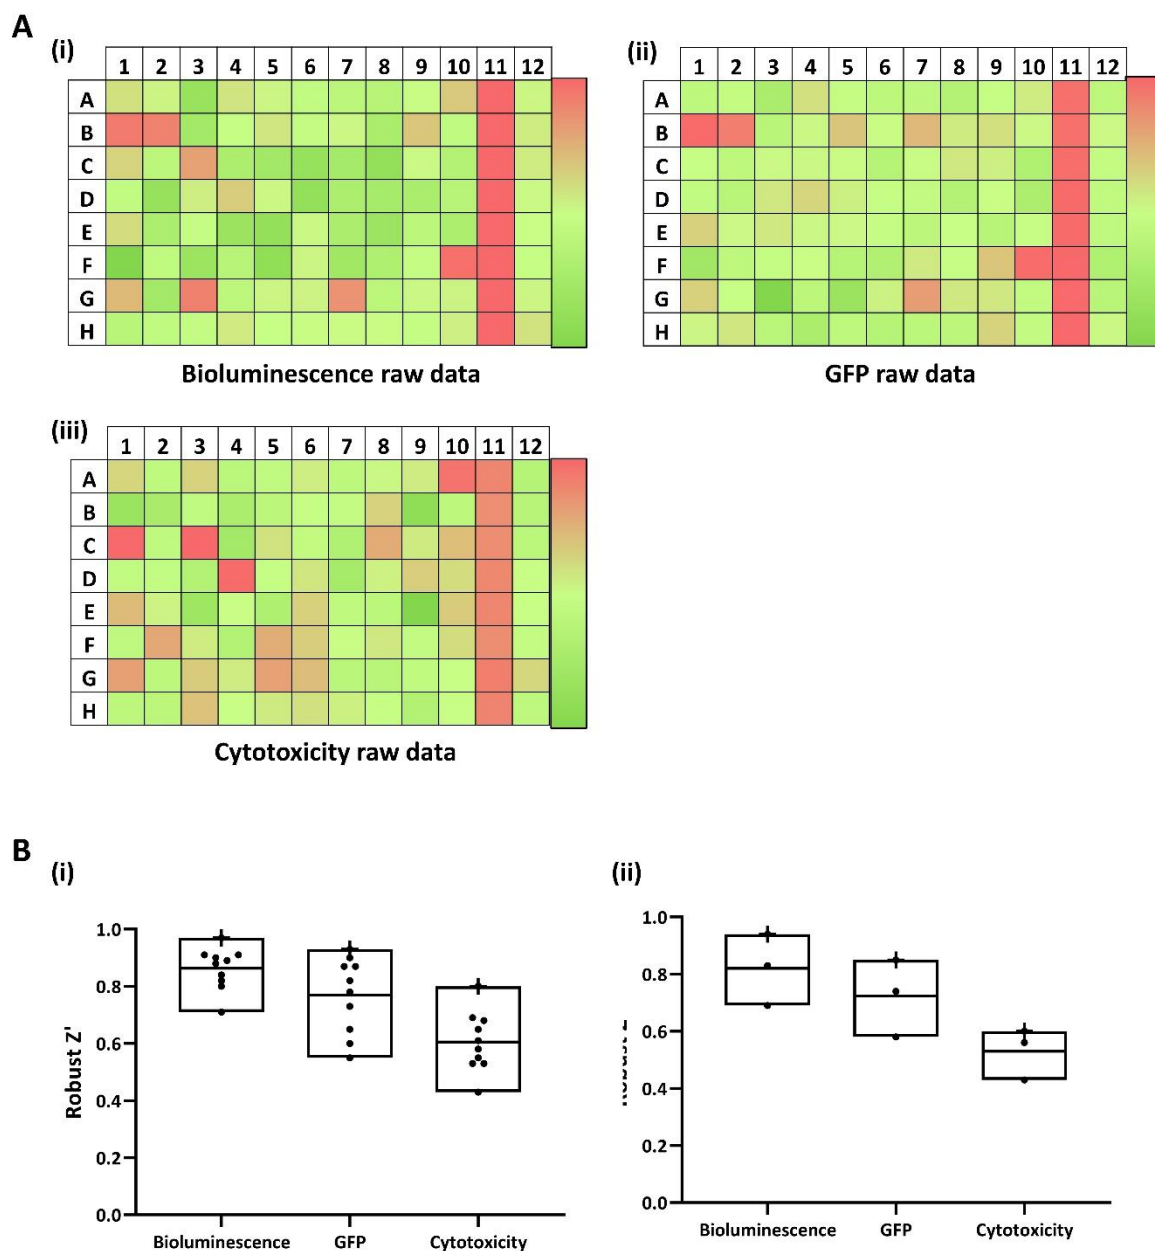 A
(i)
1 2 3 4 5 6 7 8 9 10 11 12
A
B
C
D
E
F
G
H
Bioluminescence raw data
(ii)
1 2 3 4 5 6 7 8 9 10 11 12
A
B
C
D
E
F
G
H
GFP raw data
(iii)
1 2 3 4 5 6 7 8 9 10 11 12
A
B
C
D
E
F
G
H
Cytotoxicity raw data
B
(i)
1.0
0.8
0.6
0.4
0.2
0.0
Robust Z'
Bioluminescence GFP Cytotoxicity
(ii)
1.0
0.8
0.6
0.4
0.2
0.0
Bioluminescence GFP Cytotoxicity